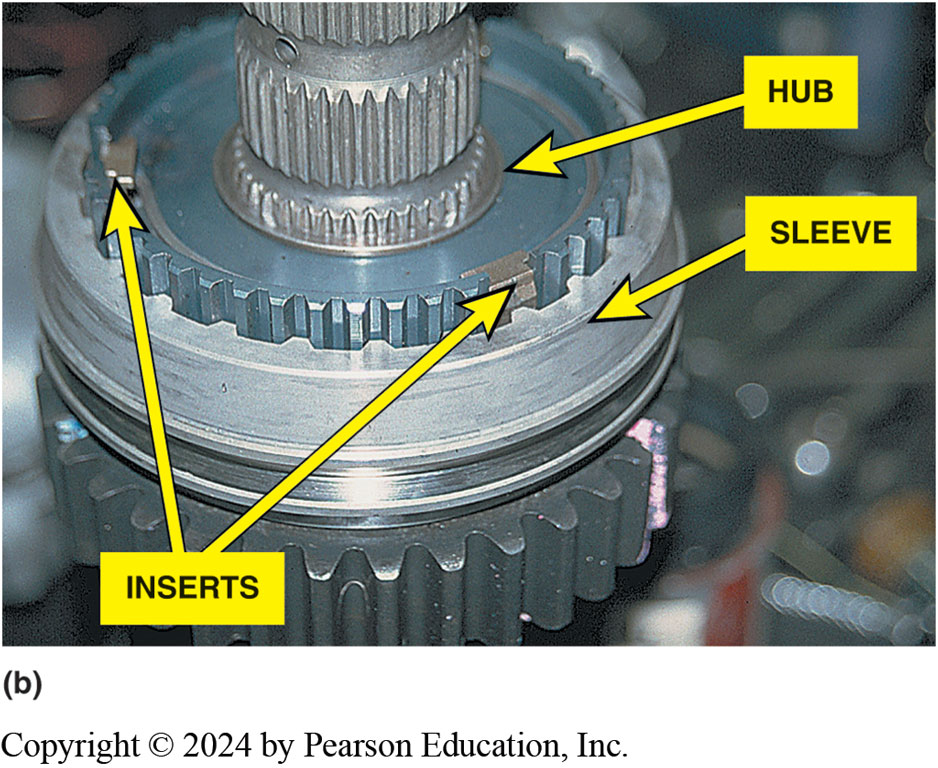 HUB
SLEEVE
INSERTS
(b)
Copyright © 2024 by Pearson Education, Inc.